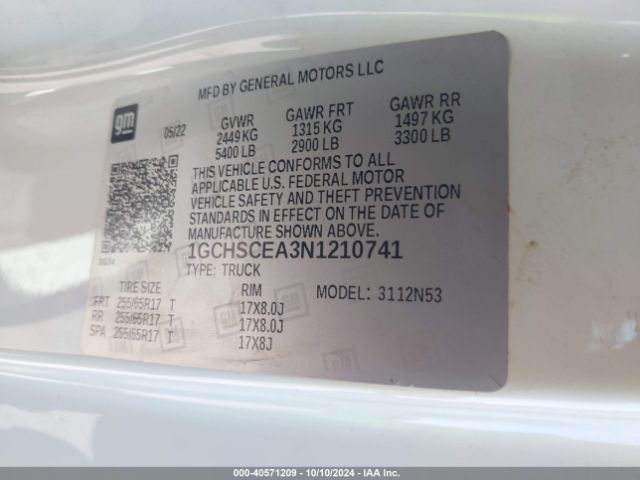 MFD BY GENERAL MOTORS LLC
gm
05/22
GVWR GAWR FRT GAWR RR
2449 KG 1315 KG 1497 KG
5400 LB 2900 LB 3300 LB
THIS VEHICLE CONFORMS TO ALL
APPLICABLE U.S. FEDERAL MOTOR
VEHICLE SAFETY AND THEFT PREVENTION
STANDARDS IN EFFECT ON THE DATE OF
MANUFACTURE SHOWN ABOVE.
1GCHSCEA3N1210741
TYPE: TRUCK
TIRE SIZE RIM MODEL: 3112N53
FRT 255/65R17 T 17X8.0J
RR 255/65R17 T 17X8.0J
SPA 255/65R17 T 17X8J
000-40571209 - 10/10/2024 - IAA Inc.